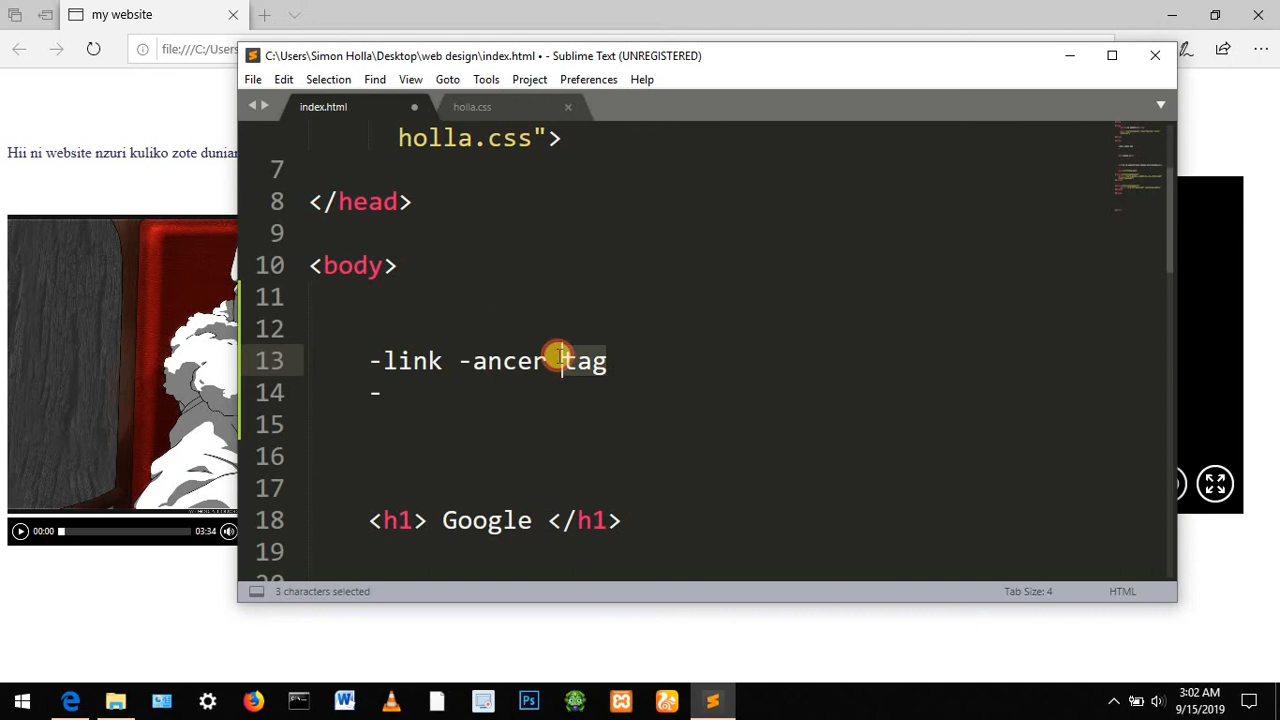 my website
file:///C:/Users
C:\Users\Simon Holla\Desktop\web design\index.html • - Sublime Text (UNREGISTERED)
File Edit Selection Find View Goto Tools Project Preferences Help
index.html
holla.css
holla.css">
7
8 </head>
9
10 <body>
11
12
13 -link -ancer tag
14 -
15
16
17
18 <h1> Google </h1>
19
Hii ni website nzuri kuliko zote
00:00
03:34
3 characters selected
Tab Size: 4
HTML
3:02 AM
9/15/2019